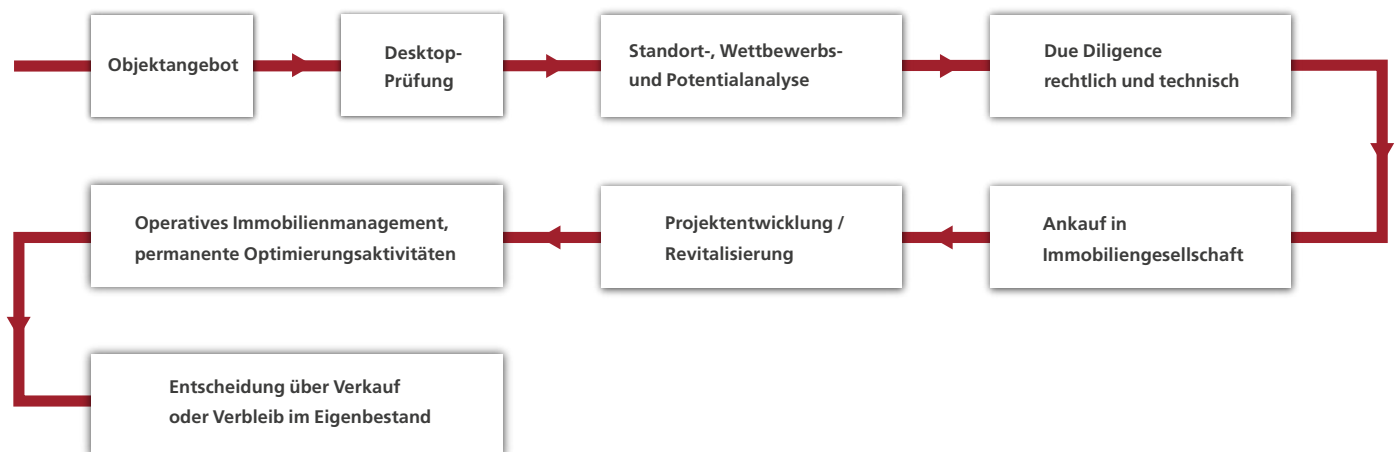 Objektangebot
Desktop-
Prüfung
Standort-, Wettbewerbs-
und Potentialanalyse
Due Diligence
rechtlich und technisch
Ankauf in
Immobiliengesellschaft
Projektentwicklung /
Revitalisierung
Operatives Immobilienmanagement,
permanente Optimierungsaktivitäten
Entscheidung über Verkauf
oder Verbleib im Eigenbestand